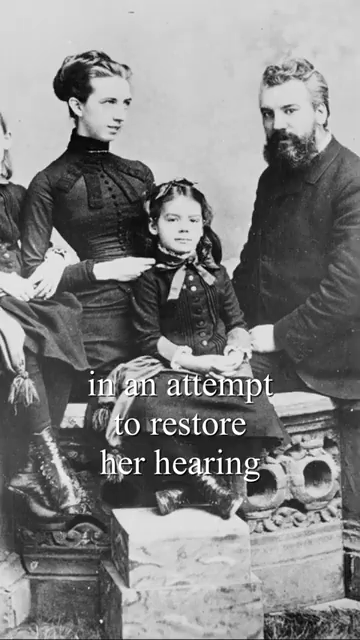 in an attempt
to restore
her hearing